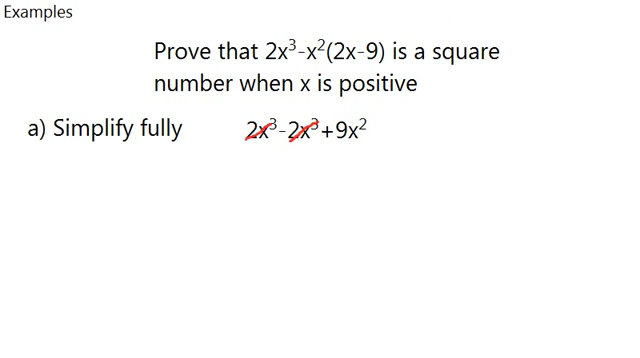 Examples
Prove that 2x³-x²(2x-9) is a square
number when x is positive
a) Simplify fully 2x³-2x³+9x²